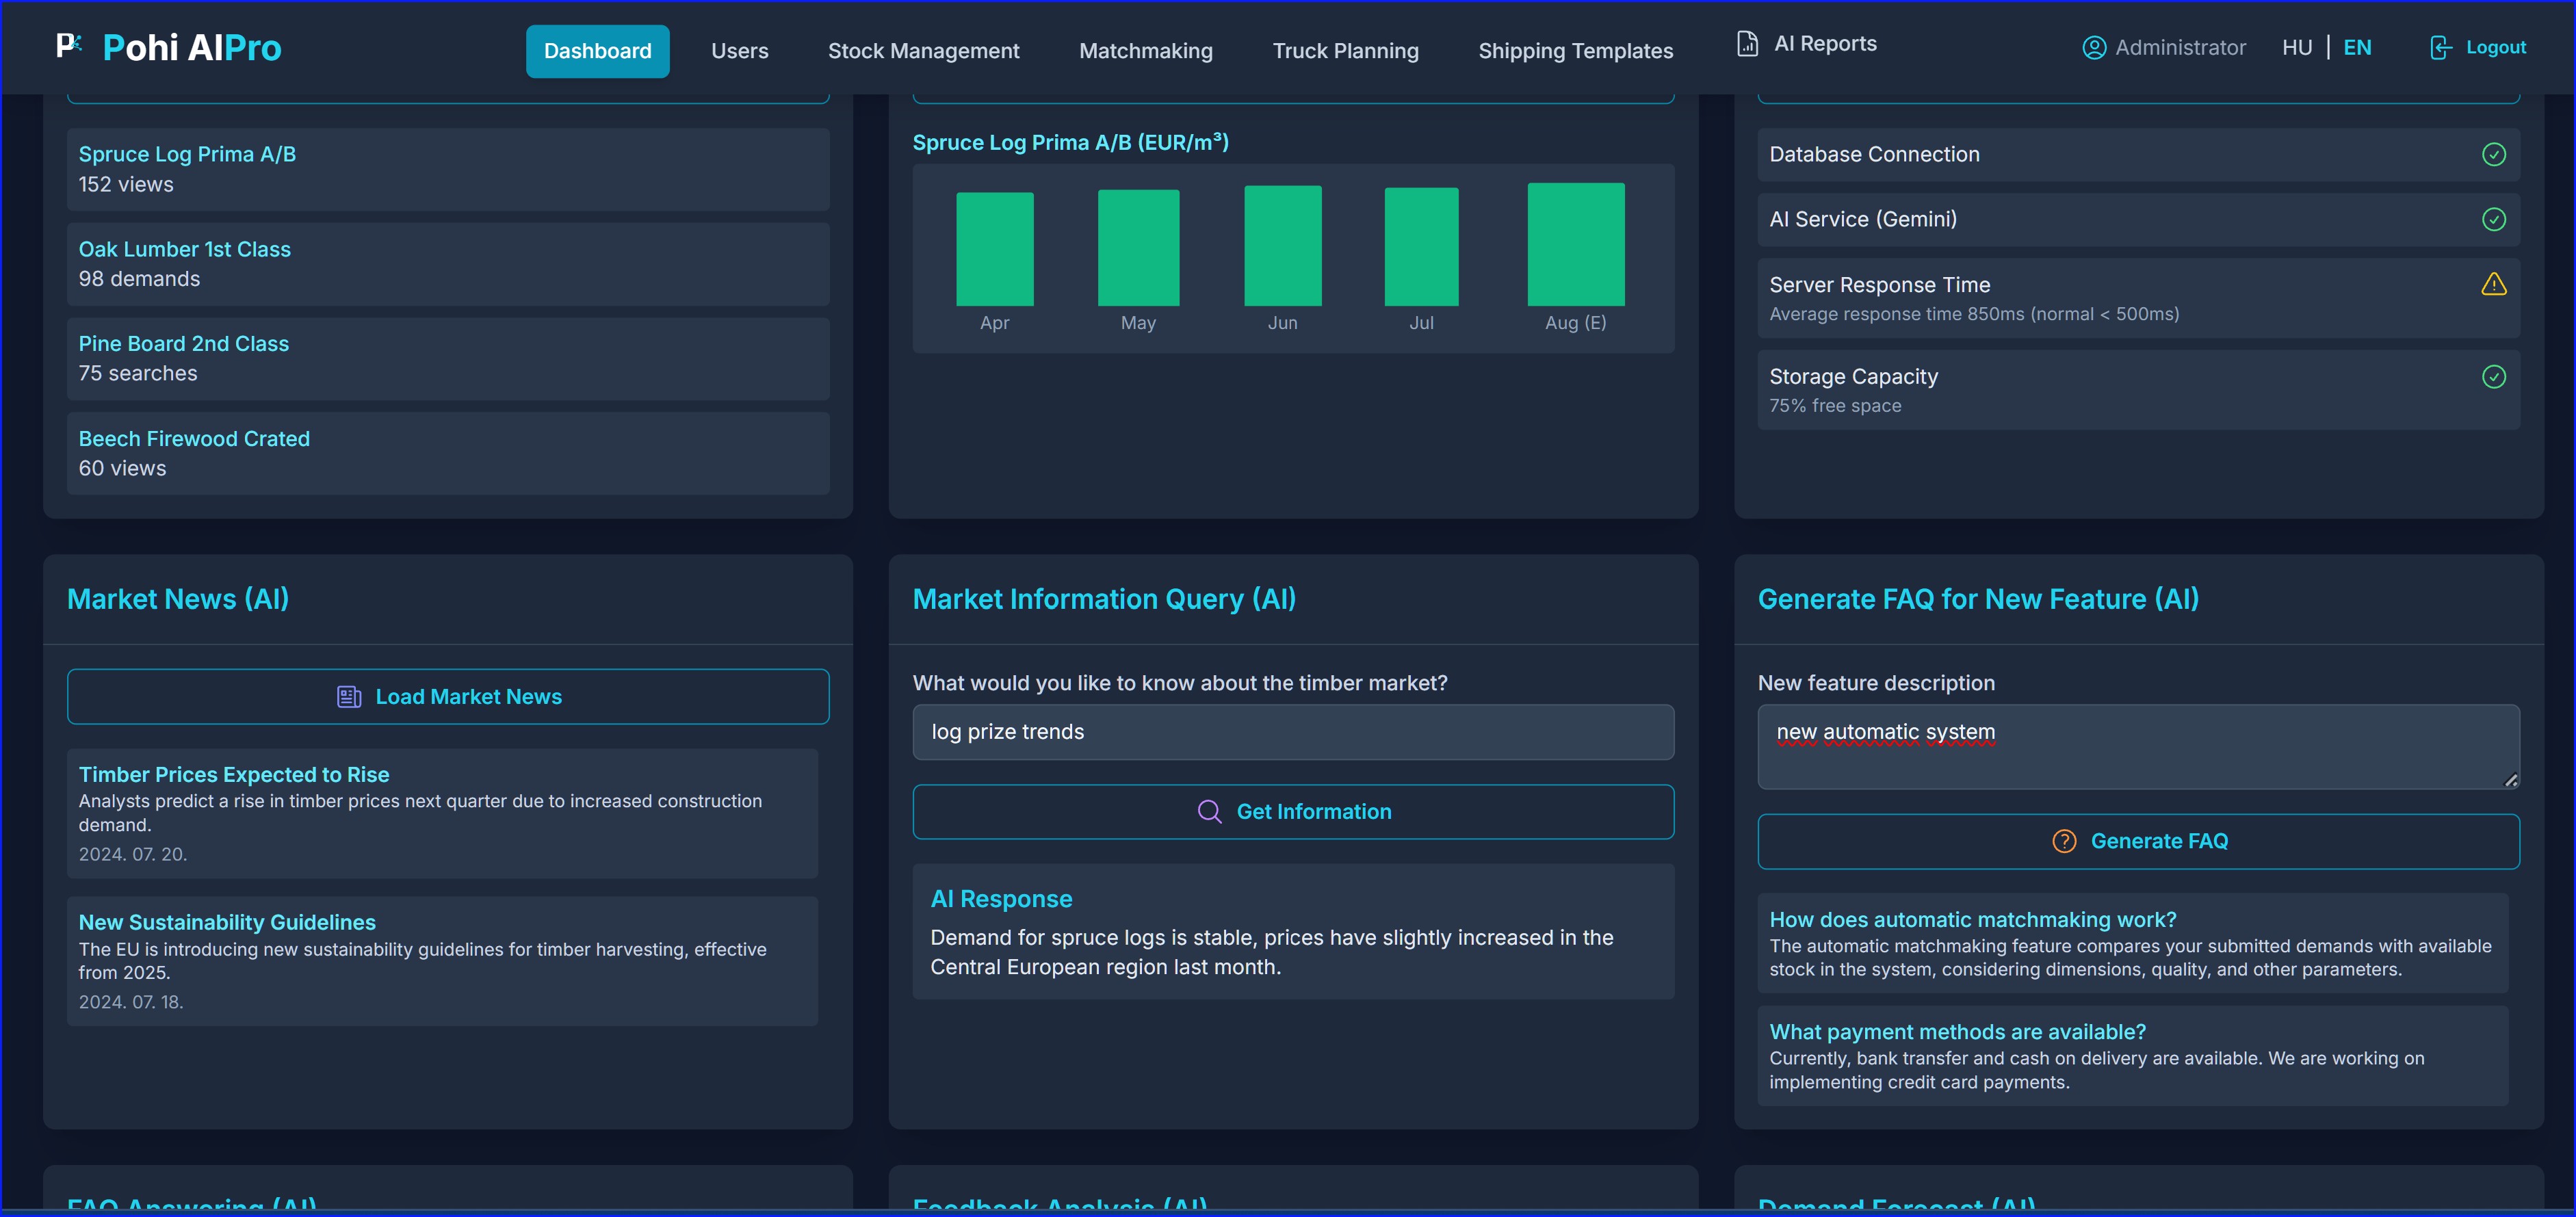 Pohi AIPro
Dashboard
Users
Stock Management
Matchmaking
Truck Planning
Shipping Templates
AI Reports
Administrator
HU | EN
Logout
Spruce Log Prima A/B
152 views
Oak Lumber 1st Class
98 demands
Pine Board 2nd Class
75 searches
Beech Firewood Crated
60 views
Spruce Log Prima A/B (EUR/m³)
Apr
May
Jun
Jul
Aug (E)
Database Connection
AI Service (Gemini)
Server Response Time
Average response time 850ms (normal < 500ms)
Storage Capacity
75% free space
Market News (AI)
Load Market News
Timber Prices Expected to Rise
Analysts predict a rise in timber prices next quarter due to increased construction
demand.
2024. 07. 20.
New Sustainability Guidelines
The EU is introducing new sustainability guidelines for timber harvesting, effective
from 2025.
2024. 07. 18.
Market Information Query (AI)
What would you like to know about the timber market?
log prize trends
Get Information
AI Response
Demand for spruce logs is stable, prices have slightly increased in the
Central European region last month.
Generate FAQ for New Feature (AI)
New feature description
new automatic system
Generate FAQ
How does automatic matchmaking work?
The automatic matchmaking feature compares your submitted demands with available
stock in the system, considering dimensions, quality, and other parameters.
What payment methods are available?
Currently, bank transfer and cash on delivery are available. We are working on
implementing credit card payments.
FAQ Answering (AI)
Feedback Analysis (AI)
Demand Forecast (AI)